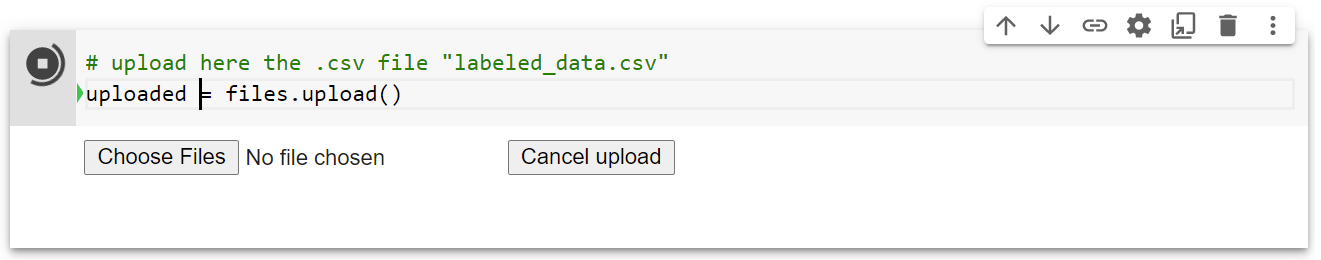 # upload here the .csv file "labeled_data.csv"
uploaded = files.upload()
Choose Files No file chosen Cancel upload